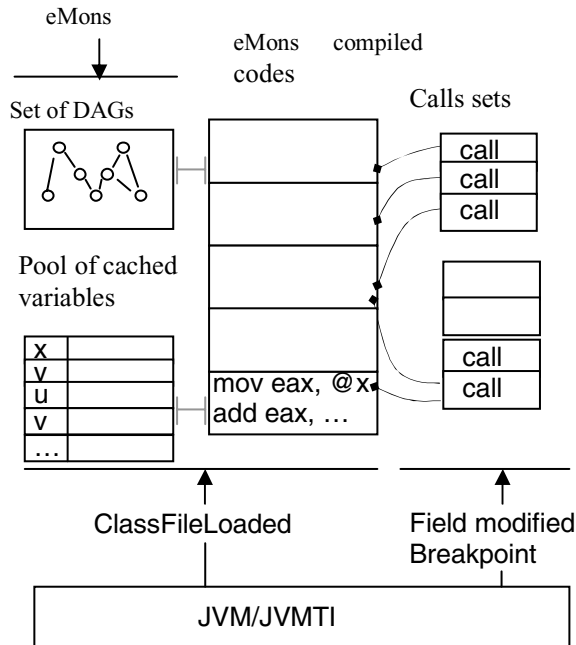 eMons
eMons compiled
codes
Set of DAGs
Calls sets
call
call
call
Pool of cached
variables
x
v
u
v
…
mov eax, @x
add eax, …
call
call
ClassFileLoaded
Field modified
Breakpoint
JVM/JVMTI